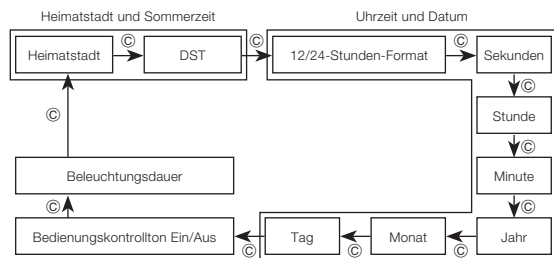 Heimatstadt und Sommerzeit
Uhrzeit und Datum
Heimatstadt Ⓒ DST Ⓒ 12/24-Stunden-Format Ⓒ Sekunden
Ⓒ
Stunde
Ⓒ
Ⓒ
Beleuchtungsdauer
Minute
Ⓒ
Ⓒ
Bedienungskontrollton Ein/Aus Ⓒ Tag Ⓒ Monat Ⓒ Jahr